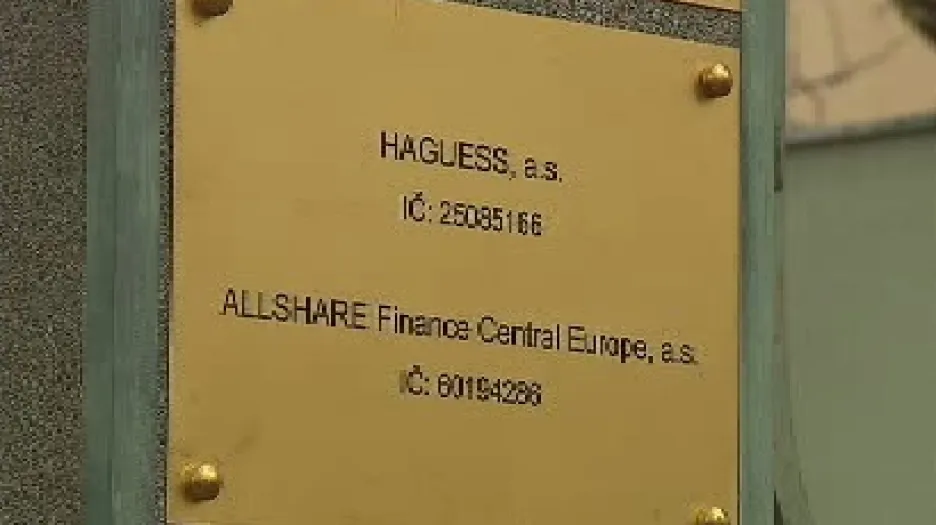 HAGUESS, a.s.
IČ: 25085166
ALLSHARE Finance Central Europe, a.s.
IČ: 60194286